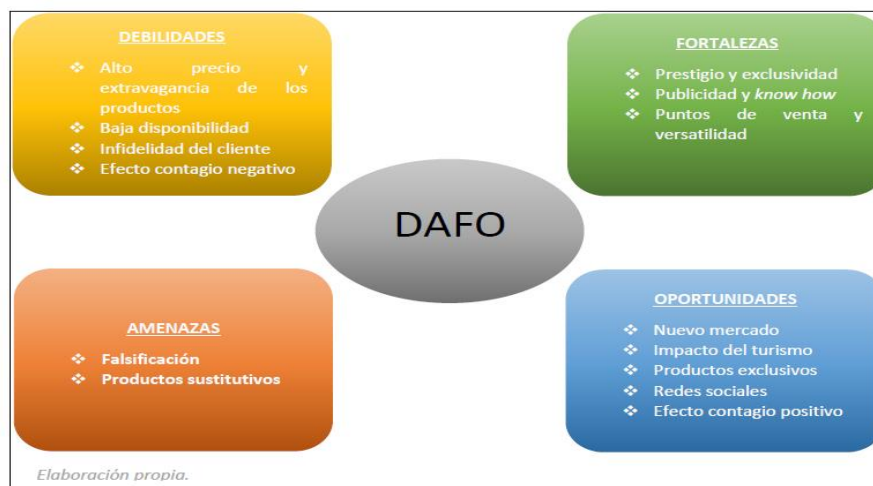 DEBILIDADES
❖ Alto precio y
extravagancia de los
productos
❖ Baja disponibilidad
❖ Infidelidad del cliente
❖ Efecto contagio negativo
FORTALEZAS
❖ Prestigio y exclusividad
❖ Publicidad y know how
❖ Puntos de venta y
versatilidad
DAFO
AMENAZAS
❖ Falsificación
❖ Productos sustitutivos
OPORTUNIDADES
❖ Nuevo mercado
❖ Impacto del turismo
❖ Productos exclusivos
❖ Redes sociales
❖ Efecto contagio positivo
Elaboración propia.